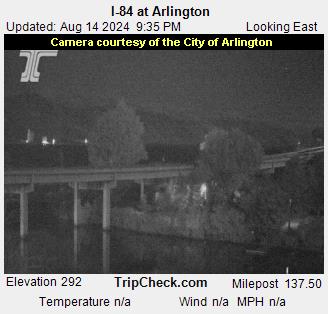 I-84 at Arlington
Updated: Aug 14 2024 9:35 PM Looking East
Camera courtesy of the City of Arlington
Elevation 292 TripCheck.com Milepost 137.50
Temperature n/a Wind n/a MPH n/a